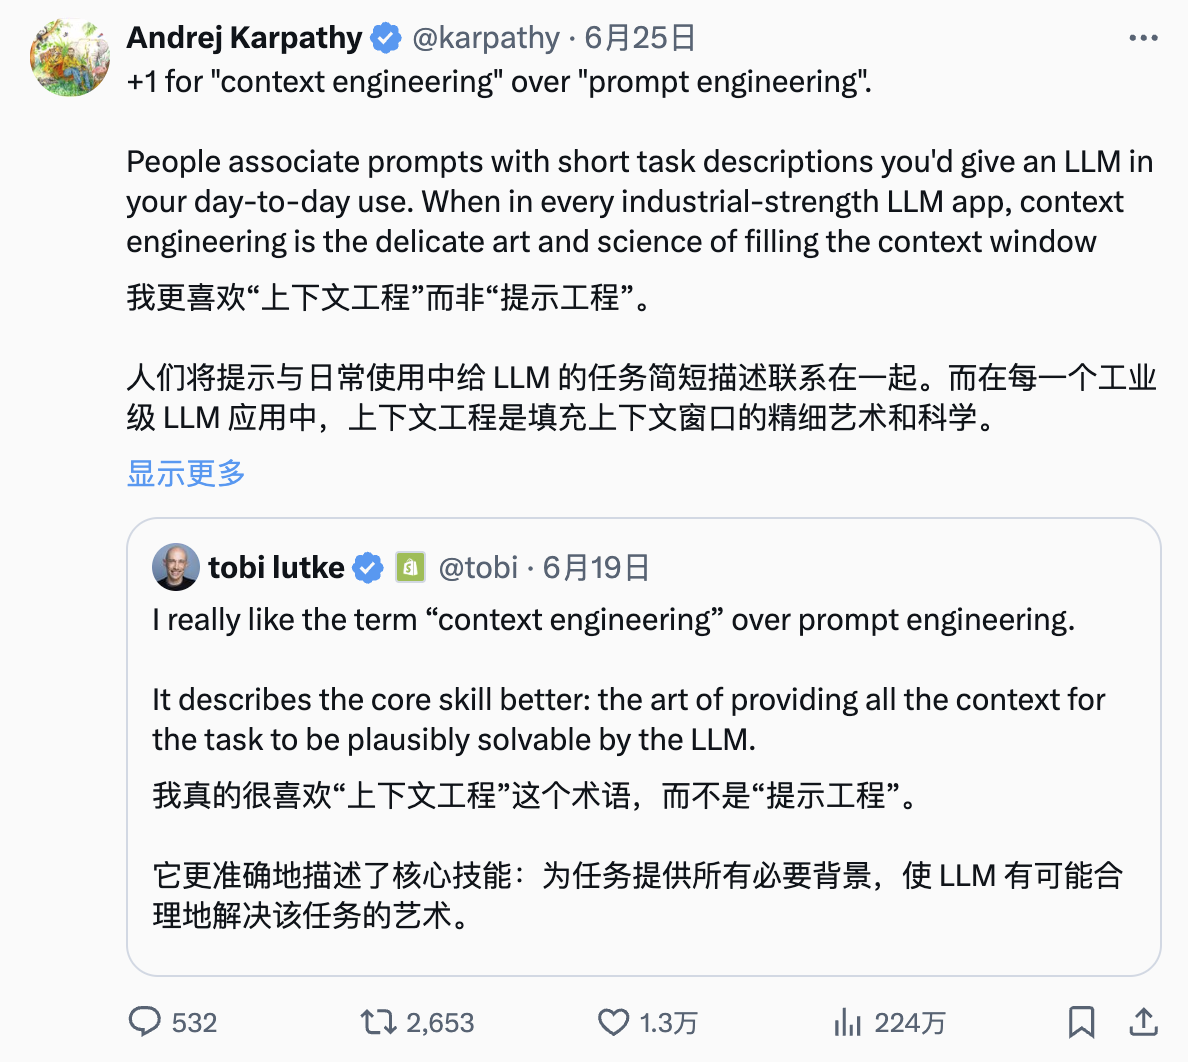 Andrej Karpathy @karpathy · 6月25日
+1 for "context engineering" over "prompt engineering".
People associate prompts with short task descriptions you'd give an LLM in
your day-to-day use. When in every industrial-strength LLM app, context
engineering is the delicate art and science of filling the context window
我更喜欢“上下文工程”而非“提示工程”。
人们将提示与日常使用中给 LLM 的任务简短描述联系在一起。而在每一个工业
级 LLM 应用中，上下文工程是填充上下文窗口的精细艺术和科学。
显示更多
tobi lutke @tobi · 6月19日
I really like the term “context engineering” over prompt engineering.
It describes the core skill better: the art of providing all the context for
the task to be plausibly solvable by the LLM.
我真的很喜欢“上下文工程”这个术语，而不是“提示工程”。
它更准确地描述了核心技能：为任务提供所有必要背景，使 LLM 有可能合
理地解决该任务的艺术。
532 2,653 1.3万 224万